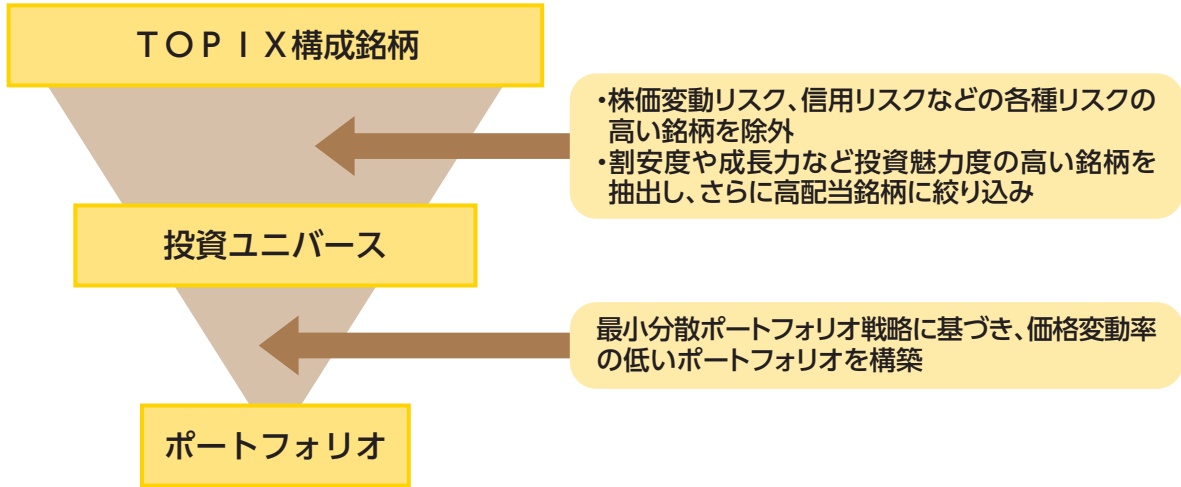 TOPIX構成銘柄
・株価変動リスク、信用リスクなどの各種リスクの
高い銘柄を除外
・割安度や成長力など投資魅力度の高い銘柄を
抽出し、さらに高配当銘柄に絞り込み
投資ユニバース
最小分散ポートフォリオ戦略に基づき、価格変動率
の低いポートフォリオを構築
ポートフォリオ